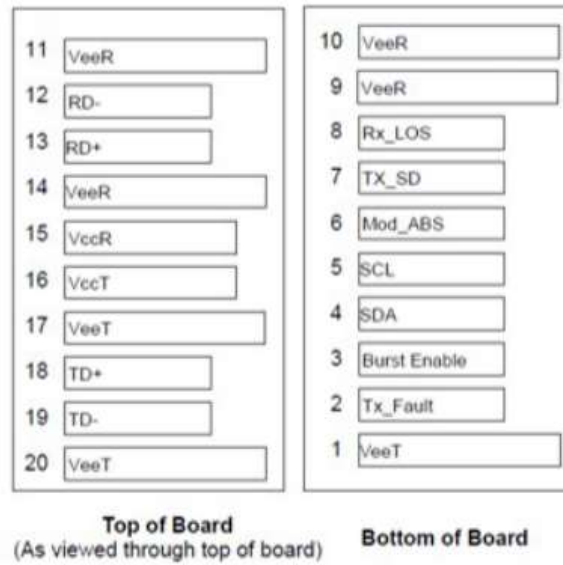 11 VeeR
12 RD-
13 RD+
14 VeeR
15 VccR
16 VccT
17 VeeT
18 TD+
19 TD-
20 VeeT
Top of Board
(As viewed through top of board)
10 VeeR
9 VeeR
8 Rx_LOS
7 TX_SD
6 Mod_ABS
5 SCL
4 SDA
3 Burst Enable
2 Tx_Fault
1 VeeT
Bottom of Board